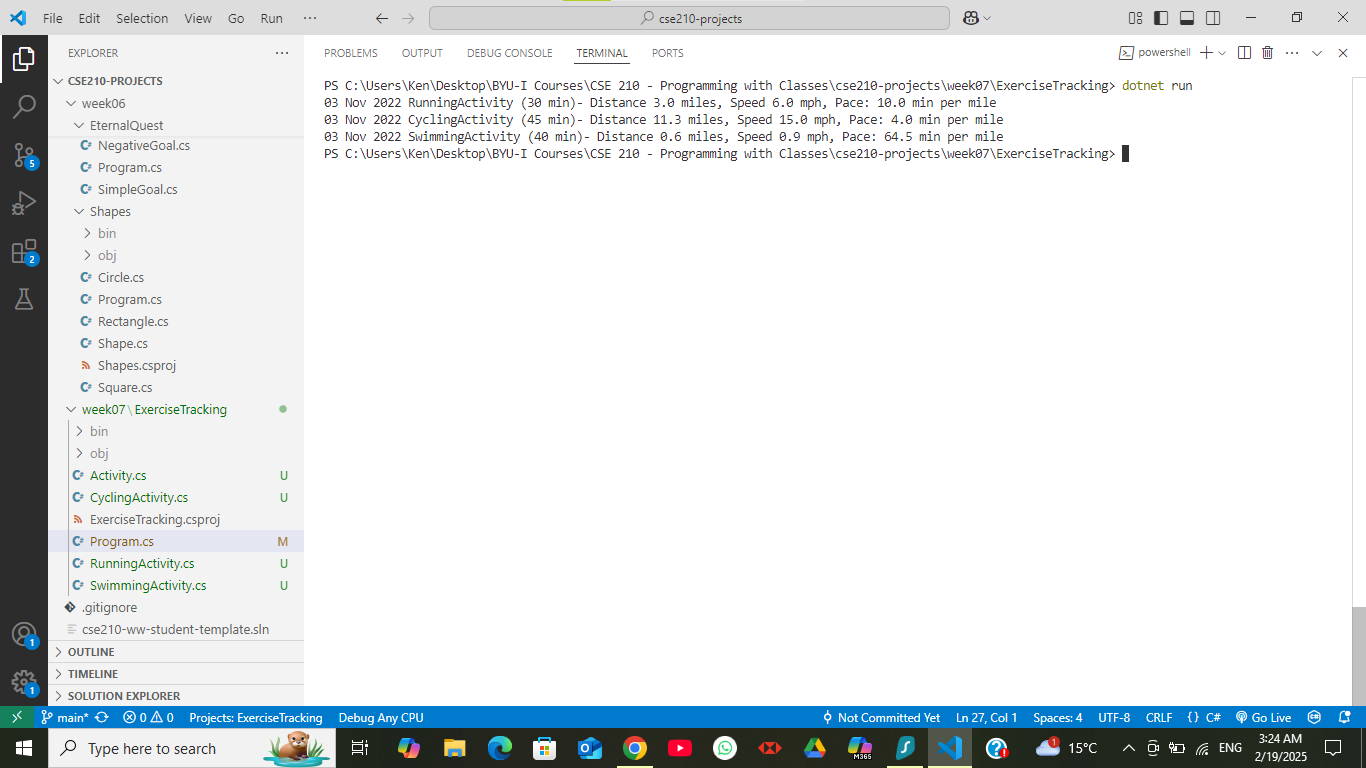 File Edit Selection View Go Run ···
cse210-projects
EXPLORER ···
CSE210-PROJECTS
week06
EternalQuest
NegativeGoal.cs
Program.cs
SimpleGoal.cs
Shapes
bin
obj
Circle.cs
Program.cs
Rectangle.cs
Shape.cs
Shapes.csproj
Square.cs
week07\ExerciseTracking
bin
obj
Activity.cs U
CyclingActivity.cs U
ExerciseTracking.csproj
Program.cs M
RunningActivity.cs U
SwimmingActivity.cs U
.gitignore
cse210-ww-student-template.sln
OUTLINE
TIMELINE
SOLUTION EXPLORER
5
2
1
1
PROBLEMS OUTPUT DEBUG CONSOLE TERMINAL PORTS
powershell
PS C:\Users\Ken\Desktop\BYU-I Courses\CSE 210 - Programming with Classes\cse210-projects\week07\ExerciseTracking> dotnet run
03 Nov 2022 RunningActivity (30 min)- Distance 3.0 miles, Speed 6.0 mph, Pace: 10.0 min per mile
03 Nov 2022 CyclingActivity (45 min)- Distance 11.3 miles, Speed 15.0 mph, Pace: 4.0 min per mile
03 Nov 2022 SwimmingActivity (40 min)- Distance 0.6 miles, Speed 0.9 mph, Pace: 64.5 min per mile
PS C:\Users\Ken\Desktop\BYU-I Courses\CSE 210 - Programming with Classes\cse210-projects\week07\ExerciseTracking>
main* 0 0 Projects: ExerciseTracking Debug Any CPU Not Committed Yet Ln 27, Col 1 Spaces: 4 UTF-8 CRLF {} C# Go Live
Type here to search
M365
1
15°C
ENG
3:24 AM
2/19/2025